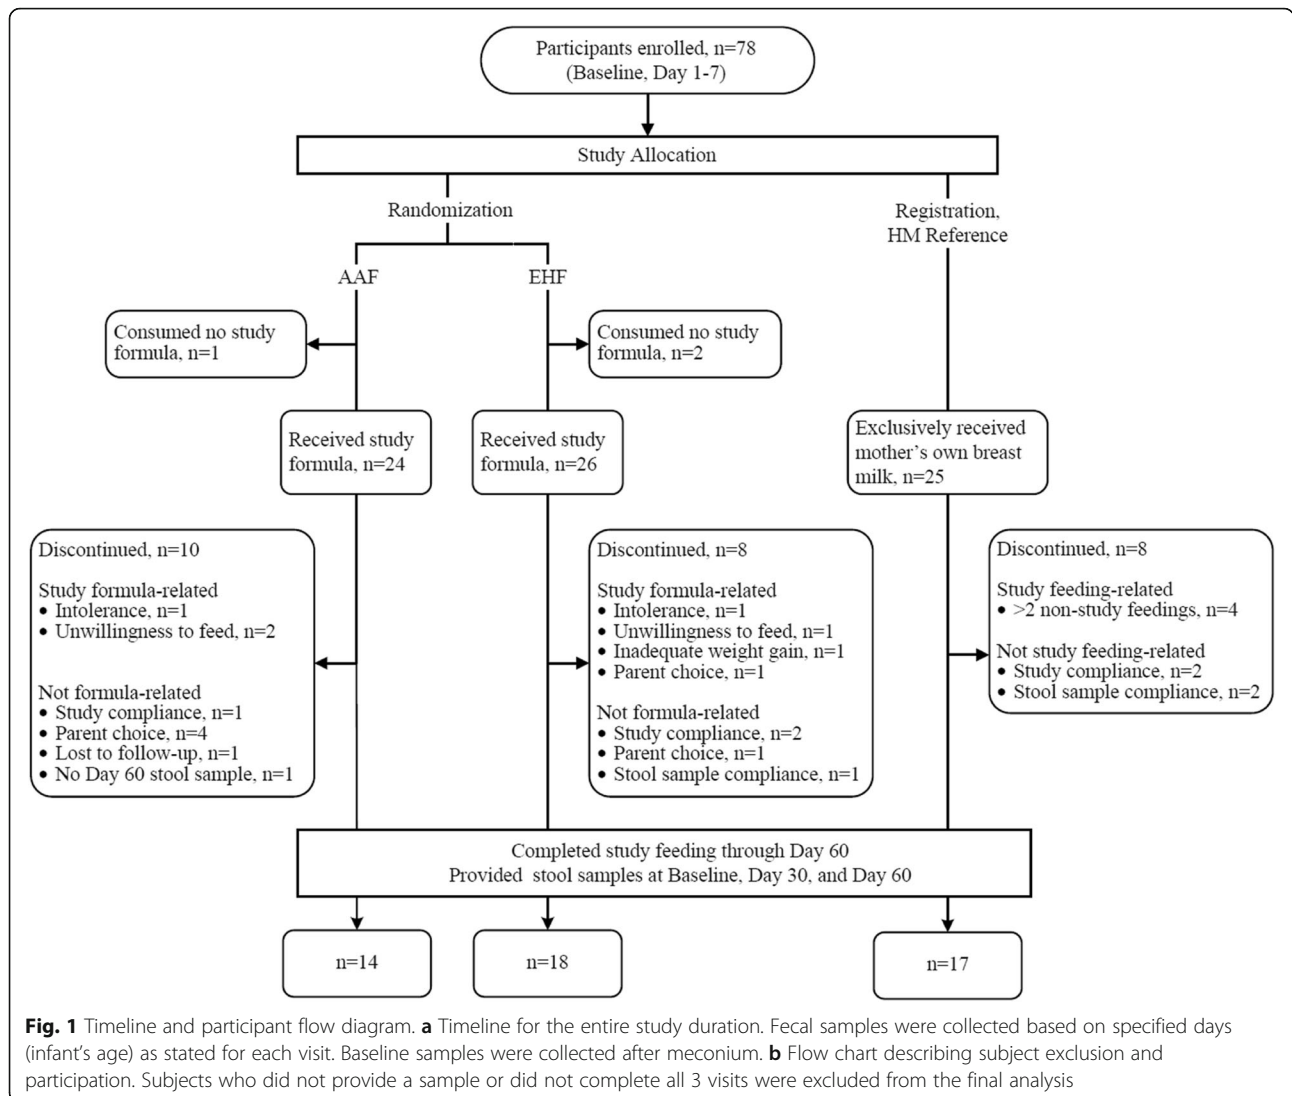 Participants enrolled, n=78
(Baseline, Day 1-7)
Study Allocation
Randomization
Registration,
HM Reference
AAF
EHF
Consumed no study
formula, n=1
Consumed no study
formula, n=2
Received study
formula, n=24
Received study
formula, n=26
Exclusively received
mother's own breast
milk, n=25
Discontinued, n=10
Study formula-related
• Intolerance, n=1
• Unwillingness to feed, n=2
Not formula-related
• Study compliance, n=1
• Parent choice, n=4
• Lost to follow-up, n=1
• No Day 60 stool sample, n=1
Discontinued, n=8
Study formula-related
• Intolerance, n=1
• Unwillingness to feed, n=1
• Inadequate weight gain, n=1
• Parent choice, n=1
Not formula-related
• Study compliance, n=2
• Parent choice, n=1
• Stool sample compliance, n=1
Discontinued, n=8
Study feeding-related
• >2 non-study feedings, n=4
Not study feeding-related
• Study compliance, n=2
• Stool sample compliance, n=2
Completed study feeding through Day 60
Provided stool samples at Baseline, Day 30, and Day 60
n=14
n=18
n=17
Fig. 1 Timeline and participant flow diagram. a Timeline for the entire study duration. Fecal samples were collected based on specified days
(infant's age) as stated for each visit. Baseline samples were collected after meconium. b Flow chart describing subject exclusion and
participation. Subjects who did not provide a sample or did not complete all 3 visits were excluded from the final analysis